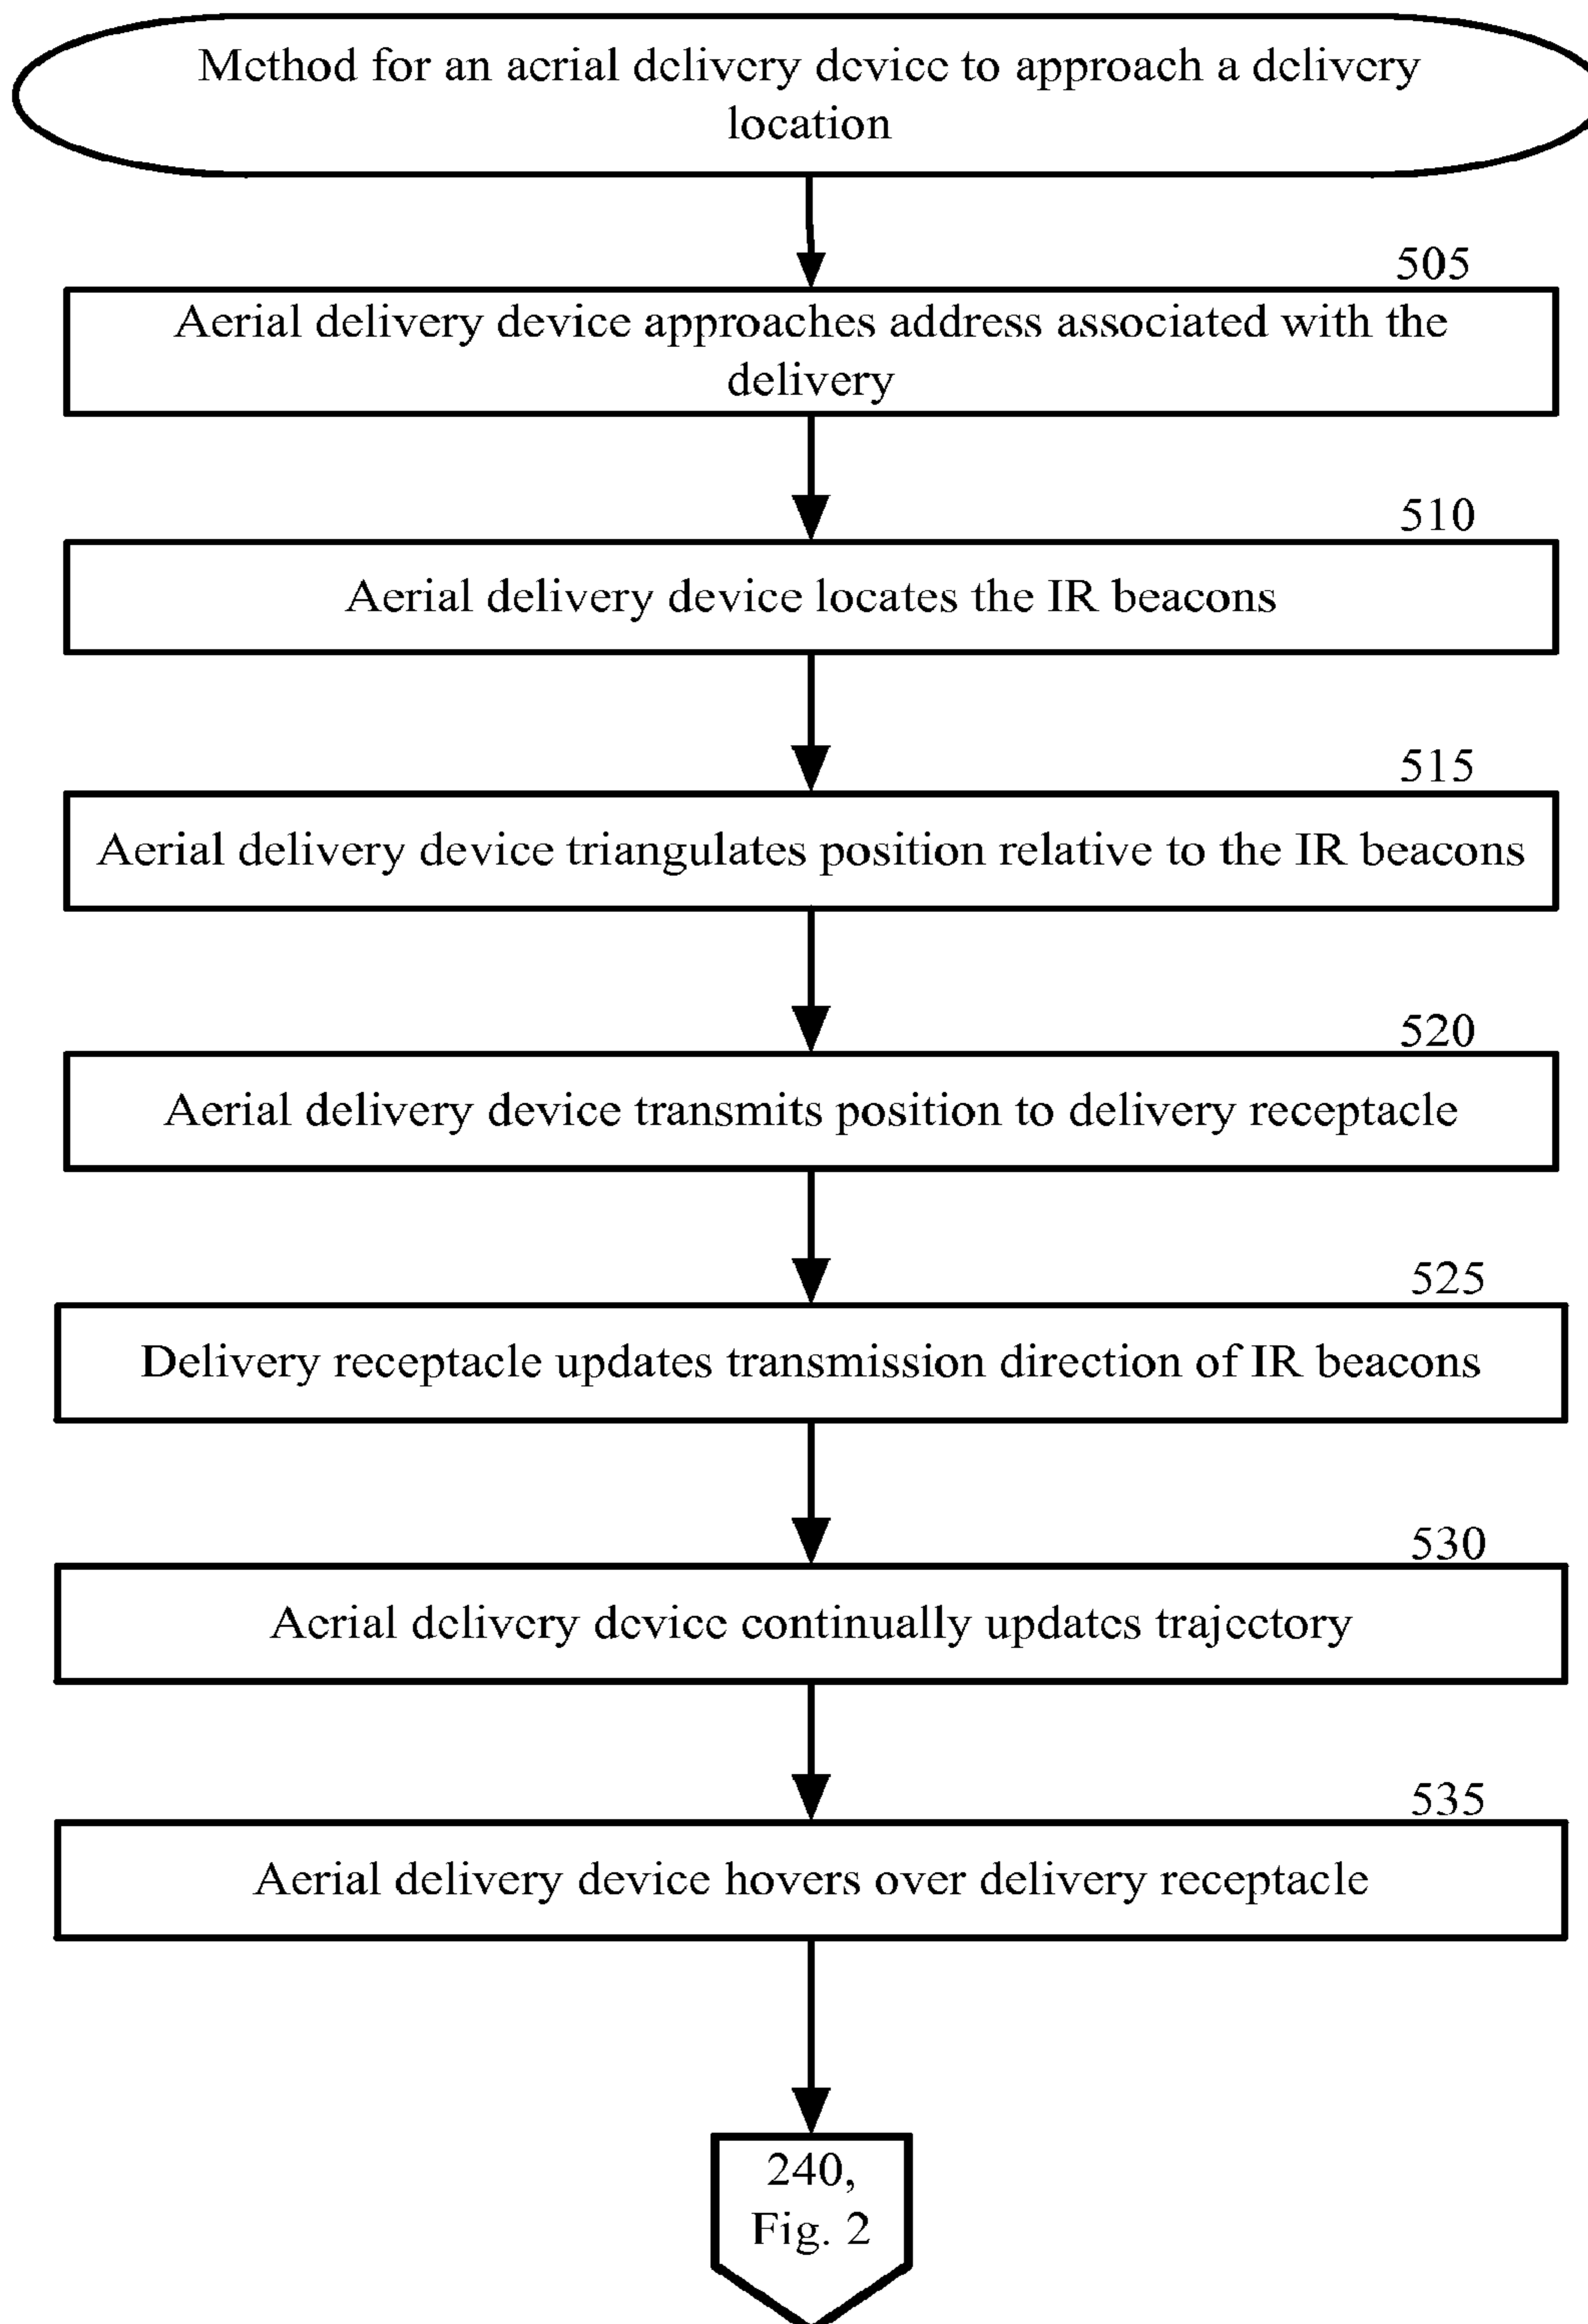 Method for an aerial delivery device to approach a delivery
location
505
Aerial delivery device approaches address associated with the
delivery
510
Aerial delivery device locates the IR beacons
515
Aerial delivery device triangulates position relative to the IR beacons
520
Aerial delivery device transmits position to delivery receptacle
525
Delivery receptacle updates transmission direction of IR beacons
530
Aerial delivery device continually updates trajectory
535
Aerial delivery device hovers over delivery receptacle
240,
Fig. 2